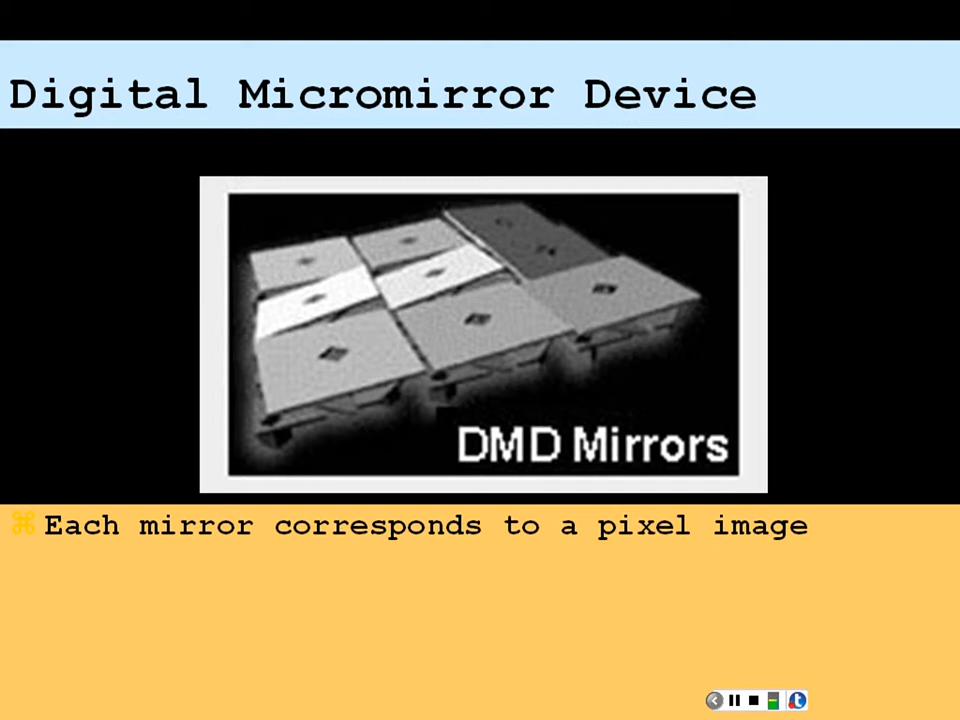 Digital Micromirror Device
DMD Mirrors
⌘ Each mirror corresponds to a pixel image